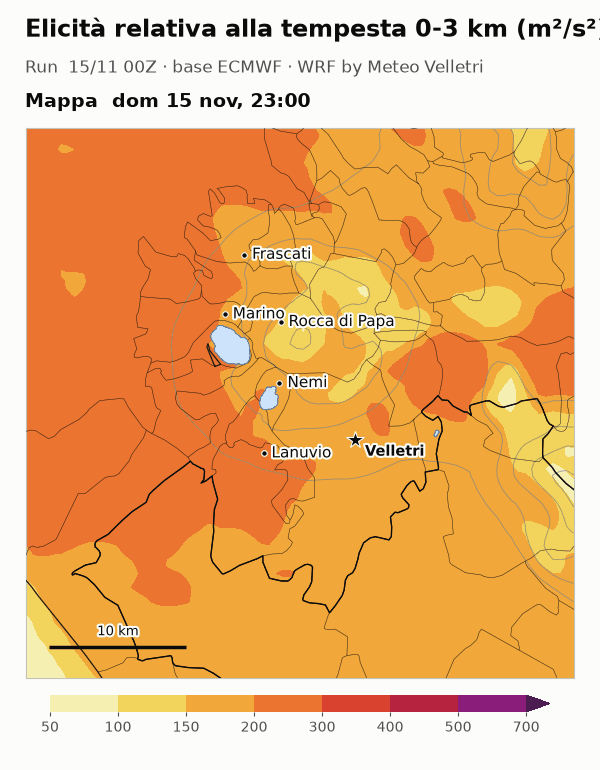 Elicità relativa alla tempesta 0-3 km (m²/s²)
Run  15/11 00Z · base ECMWF · WRF by Meteo Velletri
Mappa  dom 15 nov, 23:00
Frascati
Marino
Rocca di Papa
Nemi
Velletri
Lanuvio
10 km
50 100 150 200 300 400 500 700